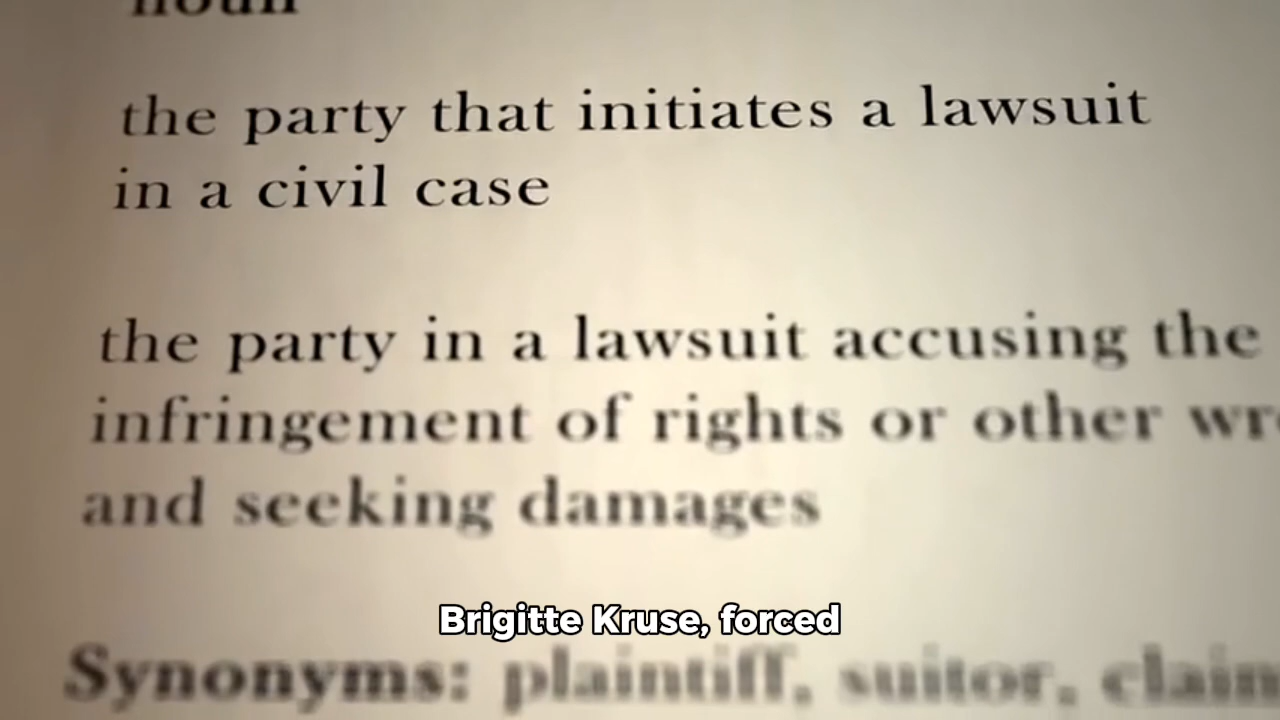 noun
the party that initiates a lawsuit
in a civil case
the party in a lawsuit accusing the
infringement of rights or other
and seeking damages
Brigitte Kruse, forced
Synonyms: plaintiff, suitor,